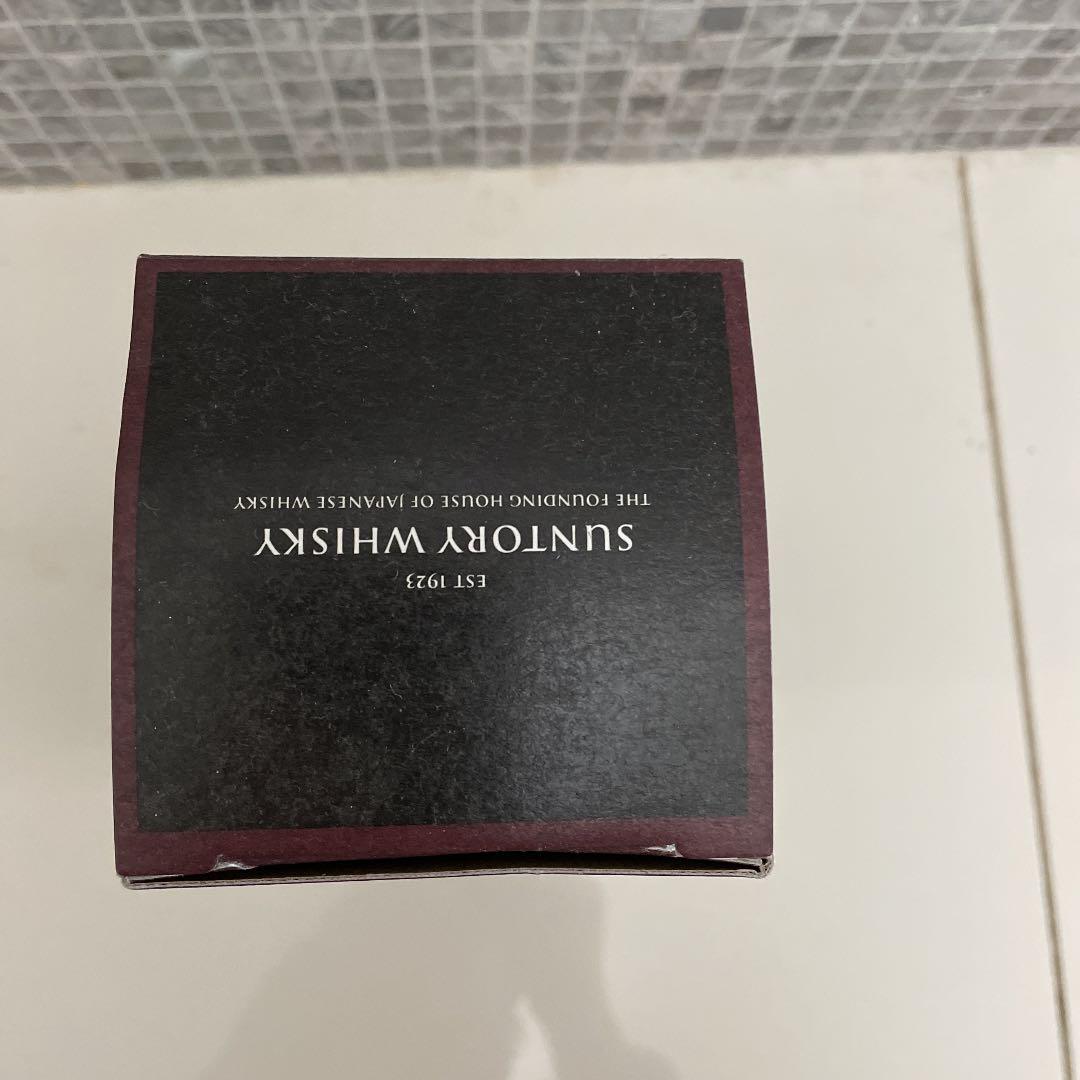 EST 1923
SUNTORY WHISKY
THE FOUNDING HOUSE OF JAPANESE WHISKY